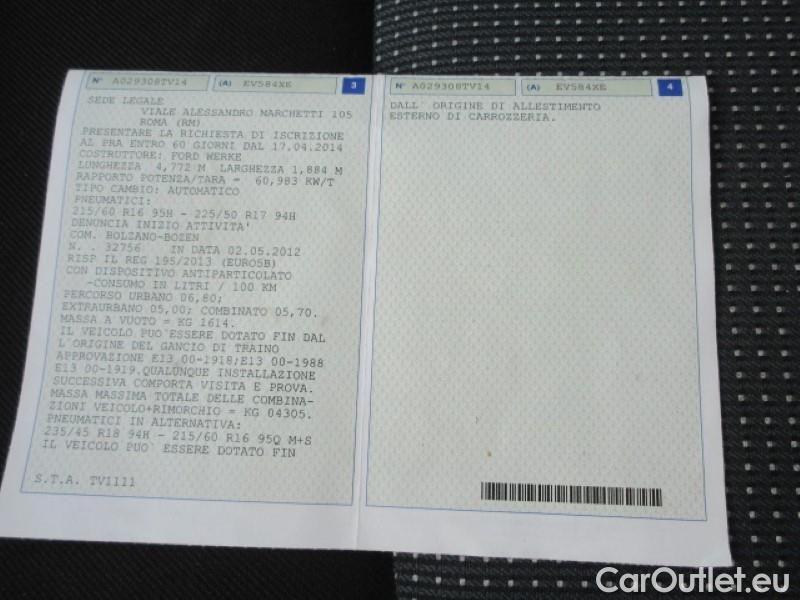 N° A029308TV14 (A) EV584XE 3
SEDE LEGALE
VIALE ALESSANDRO MARCHETTI 105
ROMA (RM)
PRESENTARE LA RICHIESTA DI ISCRIZIONE
AL PRA ENTRO 60 GIORNI DAL 17.04.2014
COSTRUTTORE: FORD WERKE
LUNGHEZZA 4,772 M LARGHEZZA 1,884 M
RAPPORTO POTENZA/TARA = 60,983 KW/T
TIPO CAMBIO: AUTOMATICO
PNEUMATICI:
215/60 R16 95H - 225/50 R17 94H
DENUNCIA INIZIO ATTIVITA'
COM. BOLZANO-BOZEN
N. . 32756 IN DATA 02.05.2012
RISP IL REG 195/2013 (EURO5B)
CON DISPOSITIVO ANTIPARTICOLATO
-CONSUMO IN LITRI / 100 KM
PERCORSO URBANO 06,80;
EXTRAURBANO 05,00; COMBINATO 05,70.
MASSA A VUOTO = KG 1614.
IL VEICOLO PUO`ESSERE DOTATO FIN DAL
L`ORIGINE DEL GANCIO DI TRAINO
APPROVAZIONE E13 00-1918;E13 00-1988
E13 00-1919.QUALUNQUE INSTALLAZIONE
SUCCESSIVA COMPORTA VISITA E PROVA.
MASSA MASSIMA TOTALE DELLE COMBINA-
ZIONI VEICOLO+RIMORCHIO = KG 04305.
PNEUMATICI IN ALTERNATIVA:
235/45 R18 94H - 215/60 R16 95Q M+S
IL VEICOLO PUO` ESSERE DOTATO FIN
S.T.A. TV1111
N° A029308TV14 (A) EV584XE 4
DALL` ORIGINE DI ALLESTIMENTO
ESTERNO DI CARROZZERIA.
CarOutlet.eu